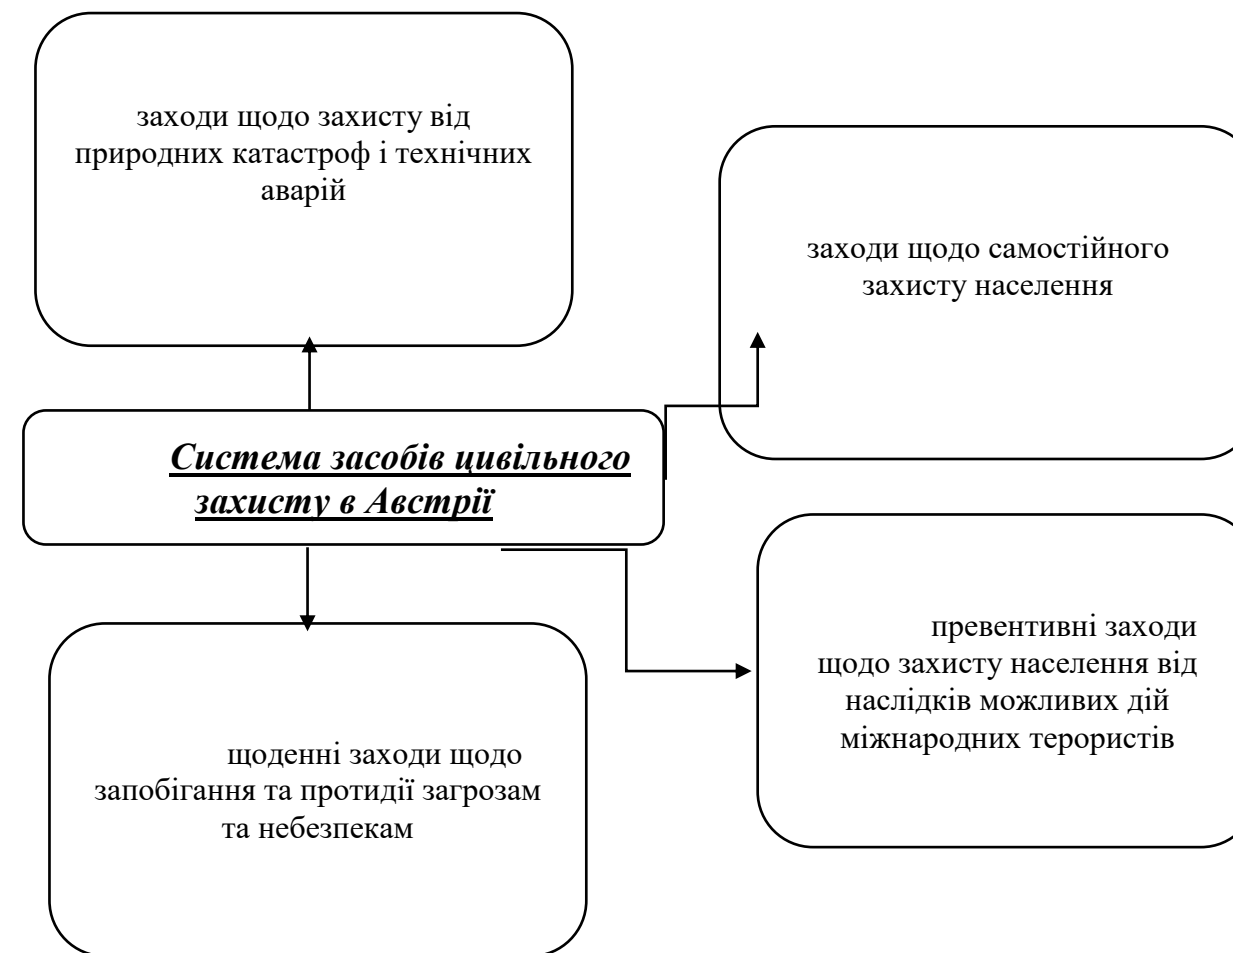 заходи щодо захисту від
природних катастроф і технічних
аварій
заходи щодо самостійного
захисту населення
Система засобів цивільного
захисту в Австрії
превентивні заходи
щодо захисту населення від
наслідків можливих дій
міжнародних терористів
щоденні заходи щодо
запобігання та протидії загрозам
та небезпекам